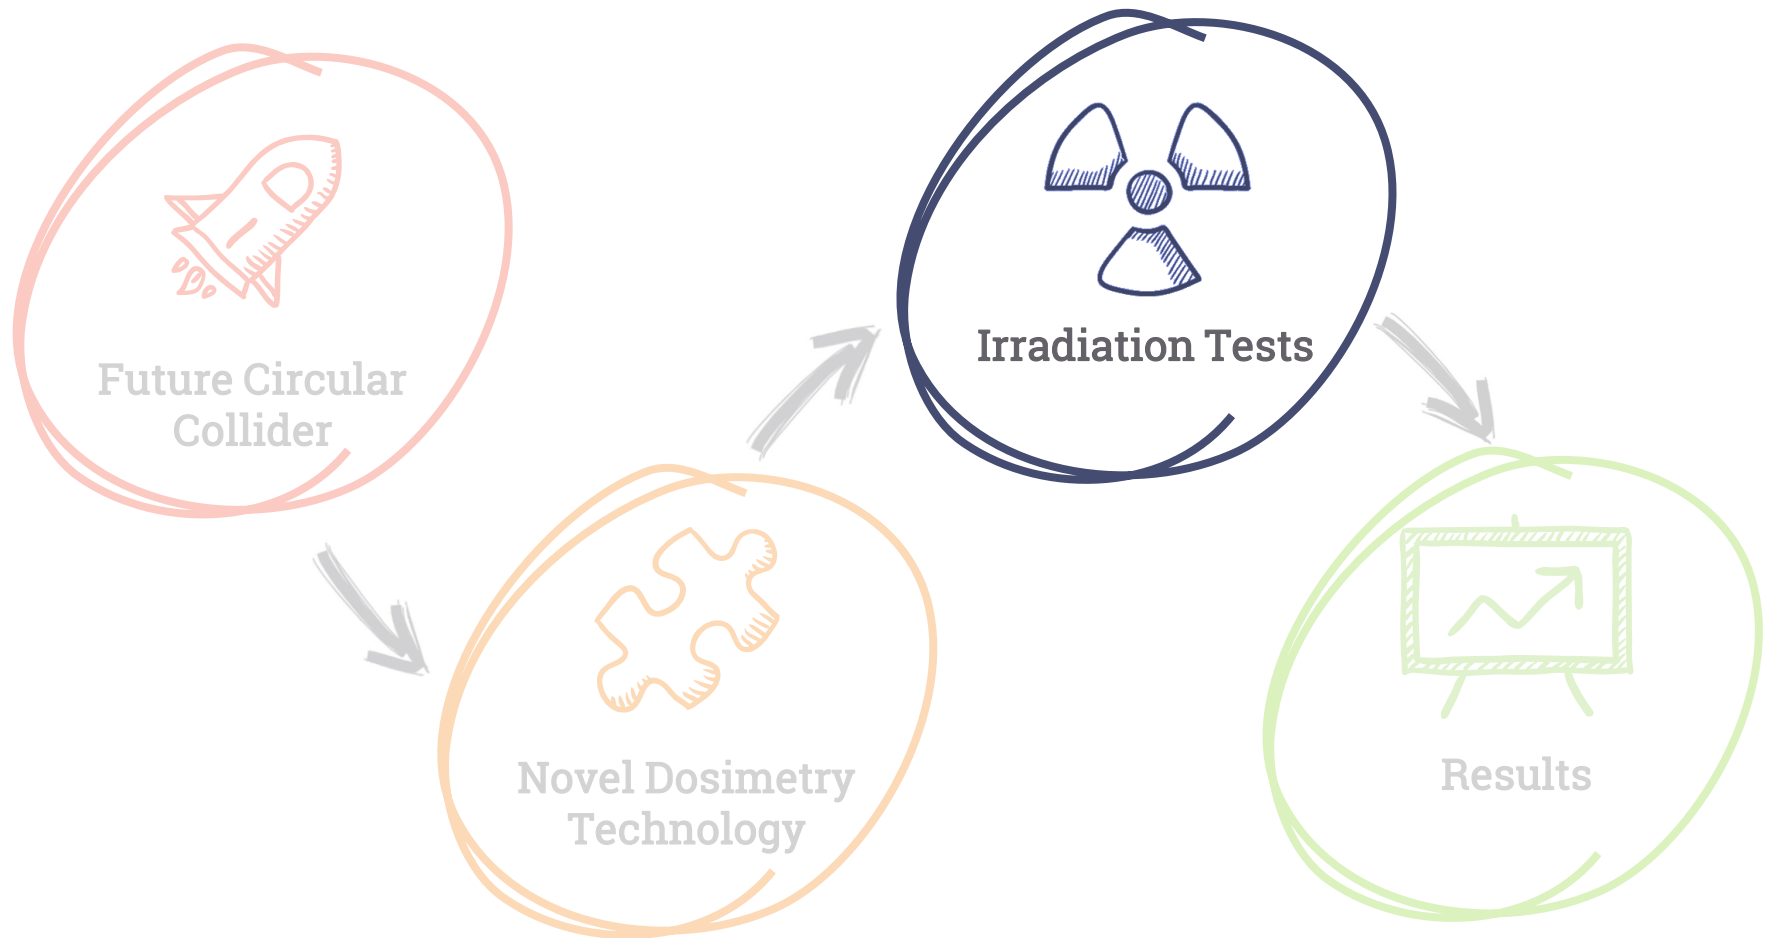 Future Circular
Collider
Novel Dosimetry
Technology
Irradiation Tests
Results